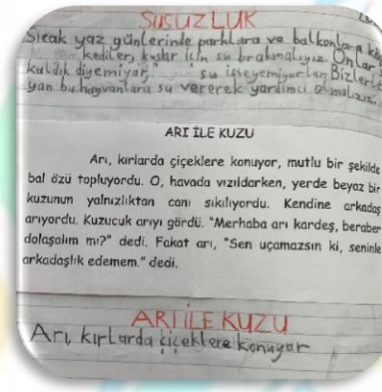 SUSUZLUK
Sıcak yaz günlerinde parklara ve balkonlara
kediler, kuşlar için su bırakmalıyız. Onlar
kaldık diyemiyor su isteyemiyorlar. Bizlerle
yan bu hayvanlara su vererek yardımcı olmalıyız.
ARI İLE KUZU
Arı, kırlarda çiçeklere konuyor, mutlu bir şekilde
bal özü topluyordu. O, havada vızıldarken, yerde beyaz bir
kuzunun yalnızlıktan canı sıkılıyordu. Kendine arkadaş
arıyordu. Kuzucuk arıyı gördü. "Merhaba arı kardeş, beraber
dolaşalım mı?" dedi. Fakat arı, "Sen uçamazsın ki, seninle
arkadaşlık edemem." dedi.
ARI İLE KUZU
Arı, kırlarda çiçeklere konuyor